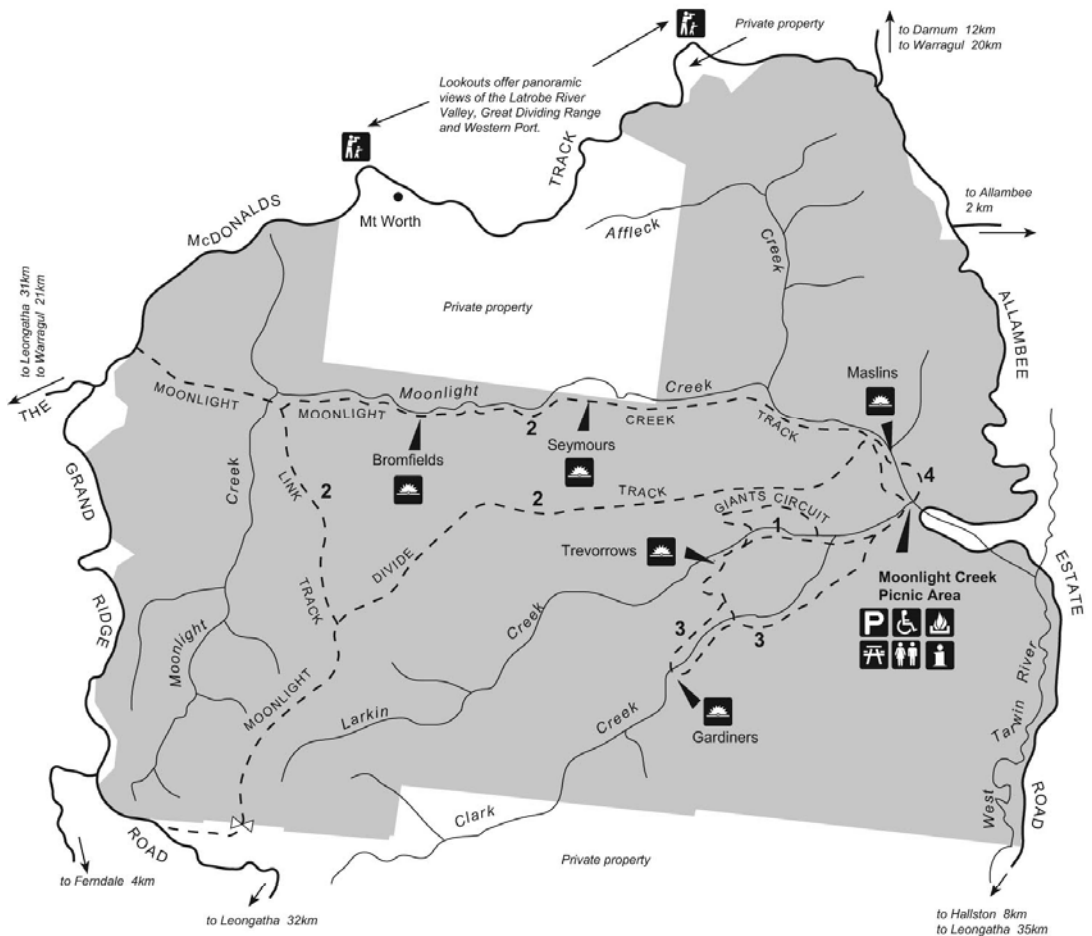 Private property
to Darnum 12km
to Warragul 20km
Lookouts offer panoramic
views of the Latrobe River
Valley, Great Dividing Range
and Western Port.
TRACK
McDONALDS
Mt Worth
Affleck
Creek
to Allambee
2 km
Private property
to Leongatha 31km
to Warragul 21km
ALLAMBEE
THE
MOONLIGHT
Moonlight
Creek
Maslins
MOONLIGHT
2
CREEK
TRACK
Bromfields
Seymours
GRAND
Creek
LINK
2
2
TRACK
4
GIANTS CIRCUIT
1
Trevorrows
DIVIDE
Moonlight Creek
Picnic Area
P
i
ESTATE
RIDGE
TRACK
Creek
3
3
Moonlight
MOONLIGHT
Larkin
Creek
Gardiners
Tarwin River
West
ROAD
Clark
ROAD
Private property
to Ferndale 4km
to Leongatha 32km
to Hallston 8km
to Leongatha 35km